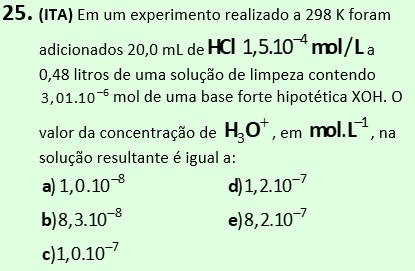 25. (ITA) Em um experimento realizado a 298 K foram
adicionados 20,0 mL de HCl 1,5.10⁻⁴ mol/L a
0,48 litros de uma solução de limpeza contendo
3,01.10⁻⁶ mol de uma base forte hipotética XOH. O
valor da concentração de H₃O⁺, em mol.L⁻¹, na
solução resultante é igual a:
a) 1,0.10⁻⁸ d) 1,2.10⁻⁷
b) 8,3.10⁻⁸ e) 8,2.10⁻⁷
c) 1,0.10⁻⁷